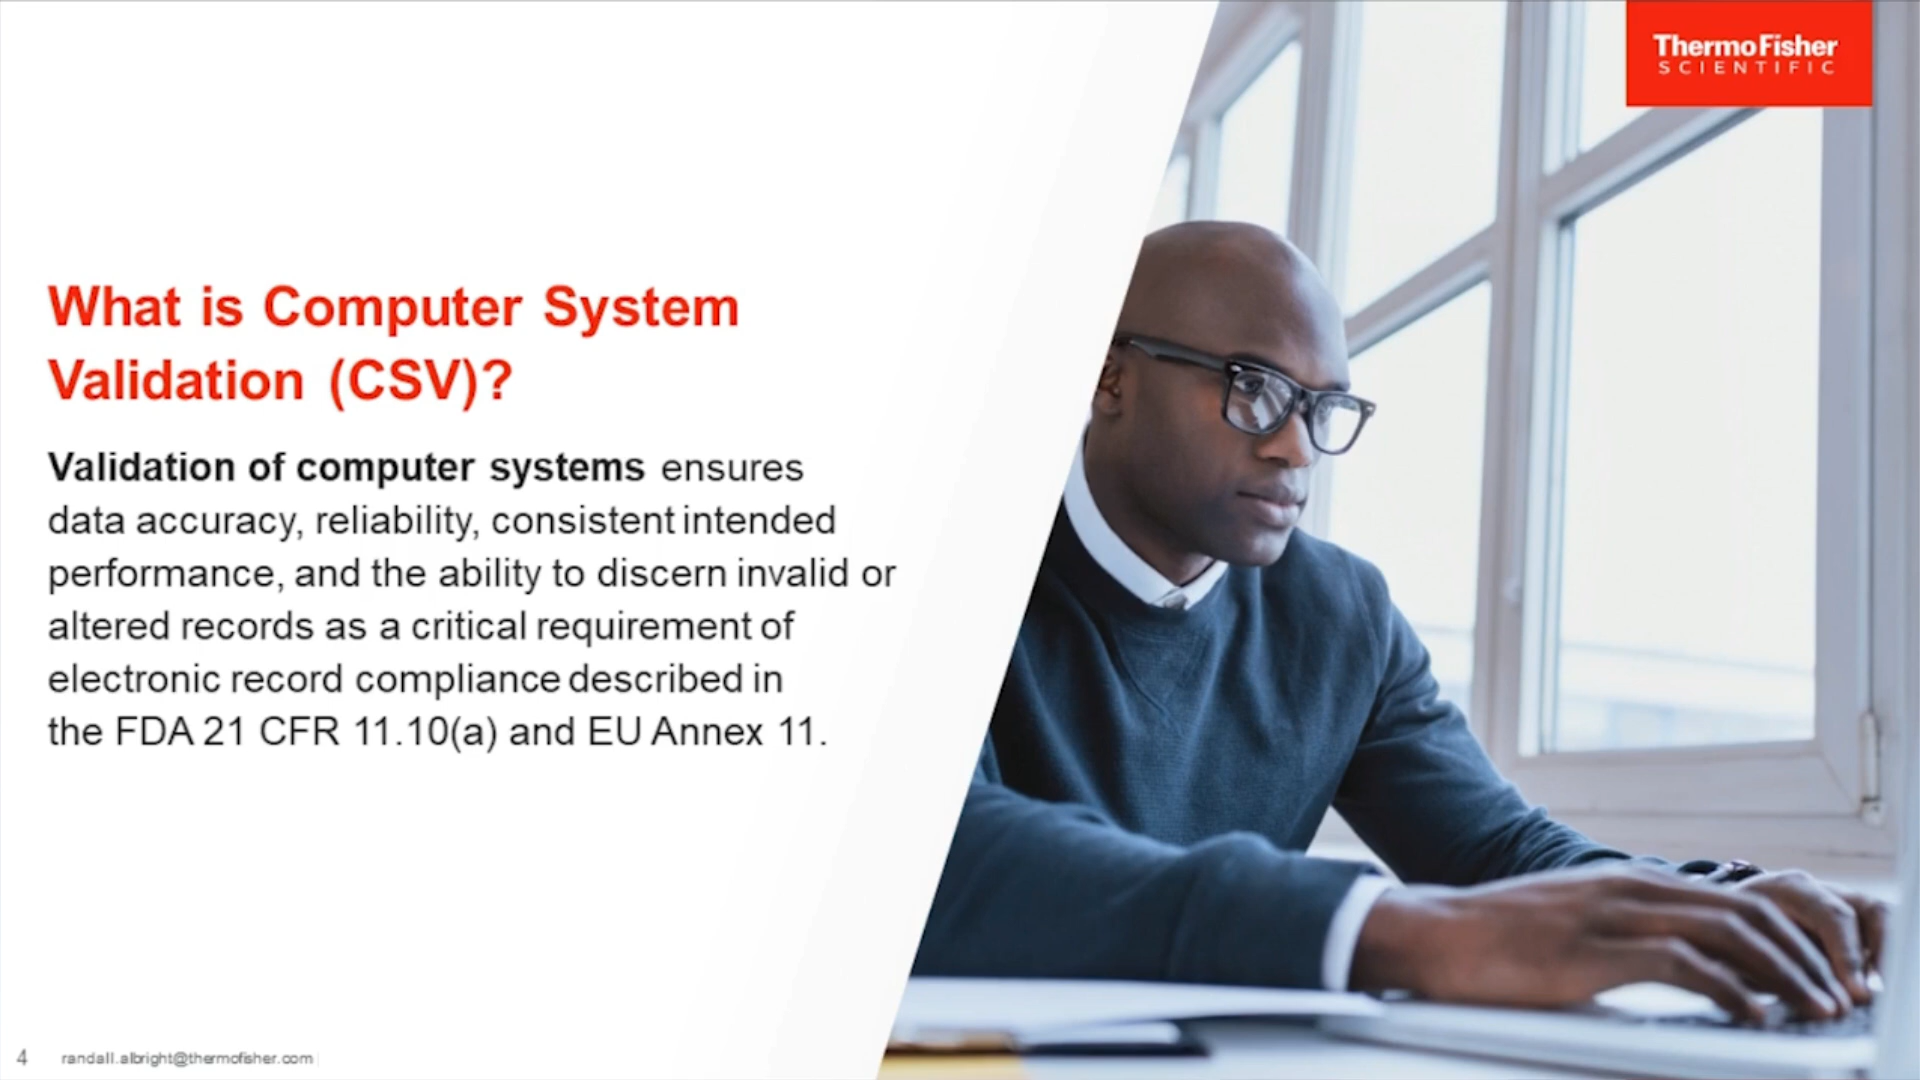 ThermoFisher
SCIENTIFIC
What is Computer System
Validation (CSV)?
Validation of computer systems ensures
data accuracy, reliability, consistent intended
performance, and the ability to discern invalid or
altered records as a critical requirement of
electronic record compliance described in
the FDA 21 CFR 11.10(a) and EU Annex 11.
4 randall.albright@thermofisher.com